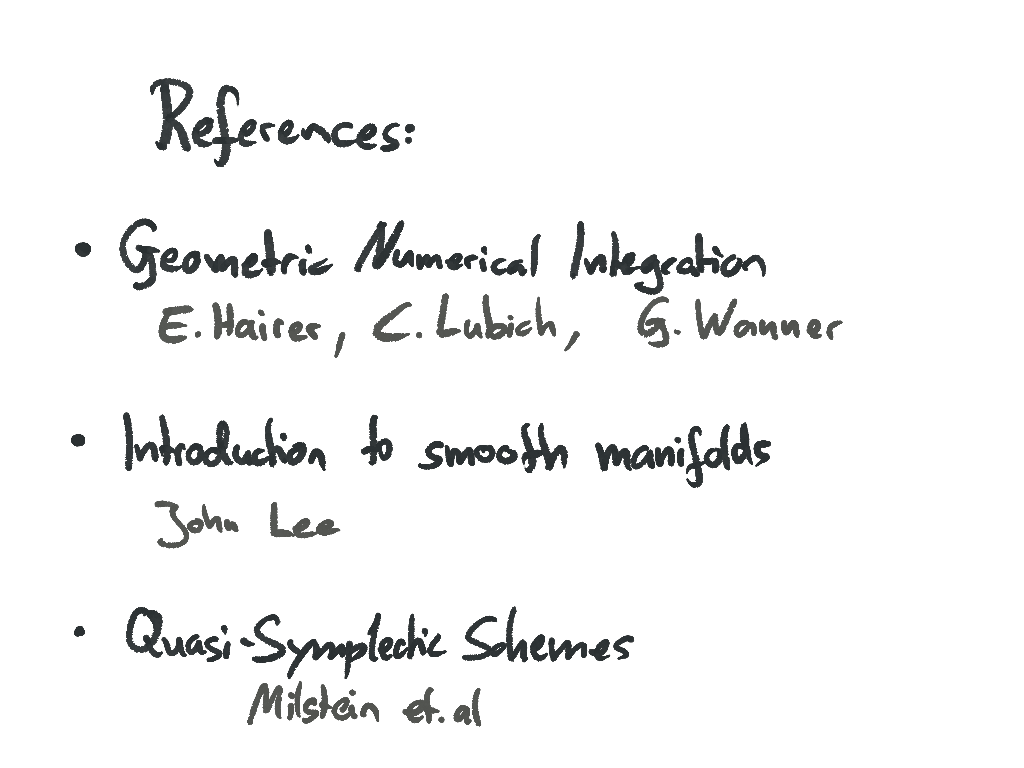 References:
• Geometric Numerical Integration
E. Hairer, C. Lubich, G. Wanner
• Introduction to smooth manifolds
John Lee
• Quasi-Symplectic Schemes
Milstein et. al